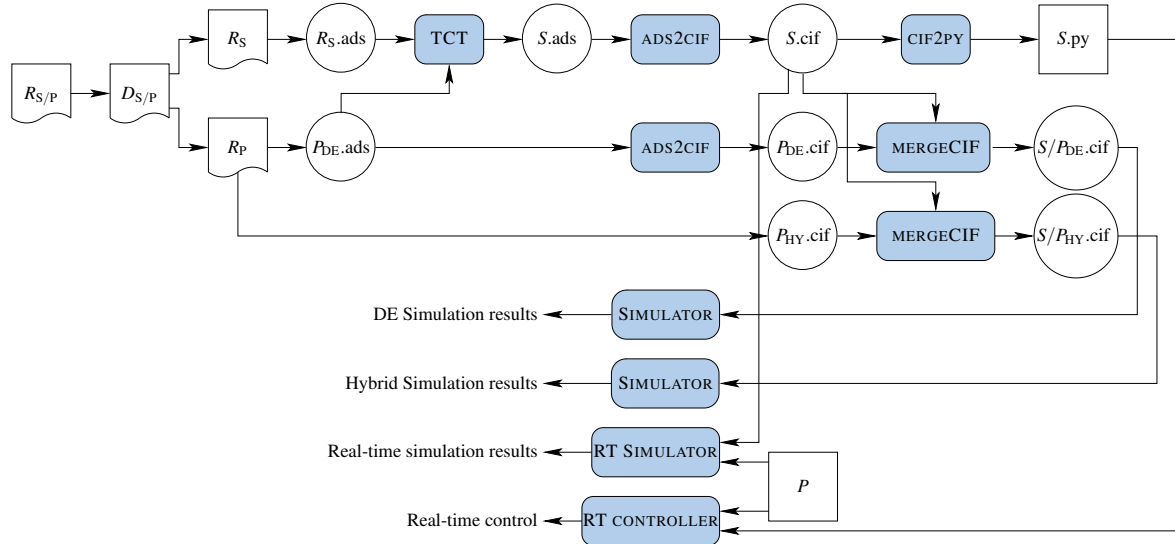 R_S R_S.ads TCT S.ads ADS2CIF S.cif CIF2PY S.py
R_S/P D_S/P
R_P P_DE.ads ADS2CIF P_DE.cif MERGECIF S/P_DE.cif
P_HY.cif MERGECIF S/P_HY.cif
DE Simulation results SIMULATOR
Hybrid Simulation results SIMULATOR
Real-time simulation results RT SIMULATOR
P
Real-time control RT CONTROLLER